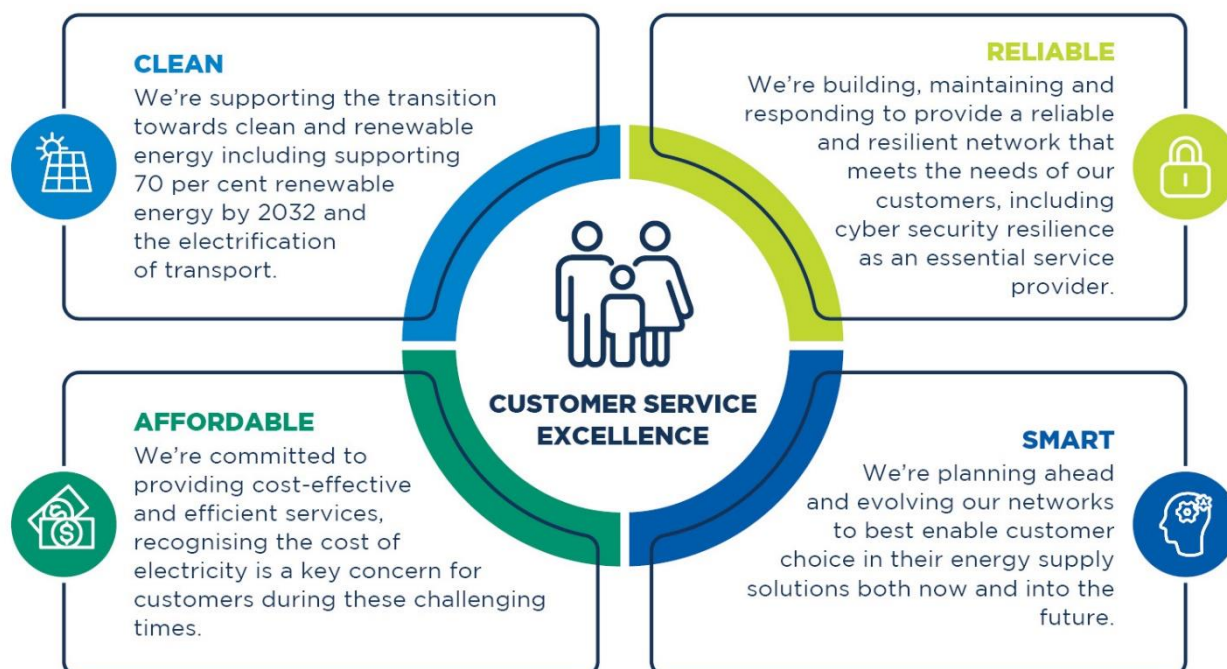 CLEAN
We’re supporting the transition
towards clean and renewable
energy including supporting
70 per cent renewable
energy by 2032 and
the electrification
of transport.
RELIABLE
We’re building, maintaining and
responding to provide a reliable
and resilient network that
meets the needs of our
customers, including
cyber security resilience
as an essential service
provider.
CUSTOMER SERVICE
EXCELLENCE
AFFORDABLE
We’re committed to
providing cost-effective
and efficient services,
recognising the cost of
electricity is a key concern for
customers during these challenging
times.
SMART
We’re planning ahead
and evolving our networks
to best enable customer
choice in their energy supply
solutions both now and into the
future.